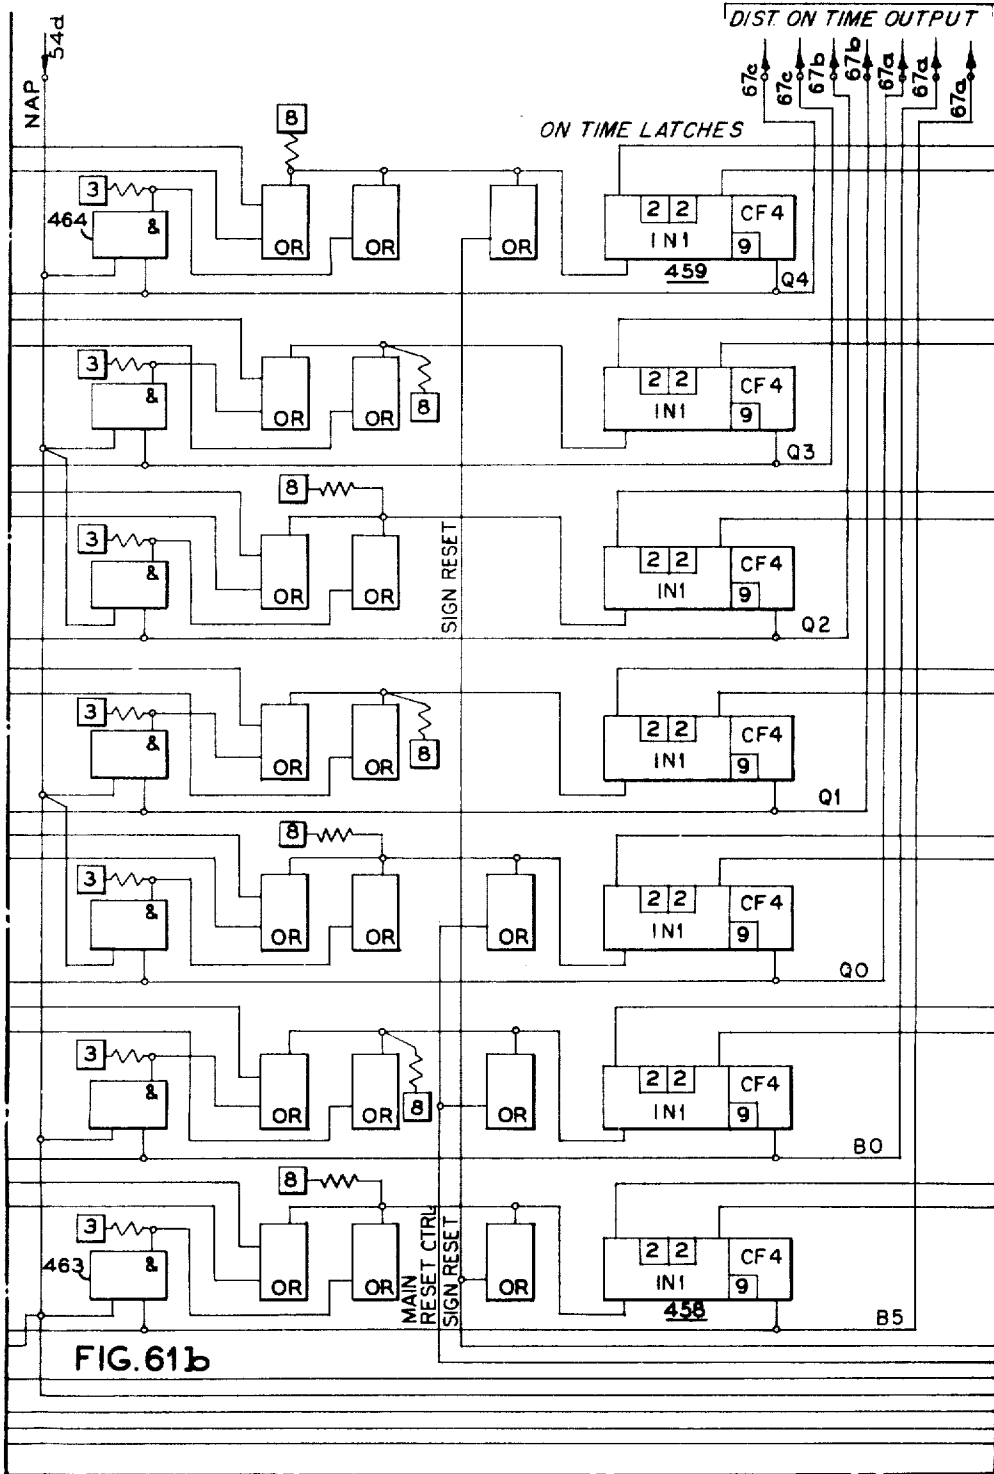 DIST. ON TIME OUTPUT
54d
67c 67c 67b 67b 67a 67a 67a
NAP
ON TIME LATCHES
8
3
464
&
OR OR OR
2 2 CF4
IN1 9
459
Q4
3
&
OR OR
8
2 2 CF4
IN1 9
Q3
8
3
&
OR OR
SIGN RESET
2 2 CF4
IN1 9
Q2
3
&
OR OR
8
2 2 CF4
IN1 9
Q1
8
3
&
OR OR OR
2 2 CF4
IN1 9
Q0
3
&
OR OR OR
8
2 2 CF4
IN1 9
B0
8
3
463
&
OR OR OR
MAIN
RESET CTRL
SIGN RESET
2 2 CF4
IN1 9
458
B5
FIG. 61b